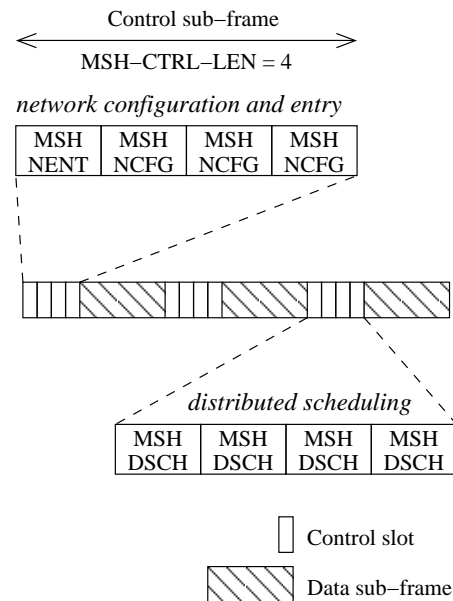 Control sub−frame
MSH−CTRL−LEN = 4
network configuration and entry
MSH MSH MSH MSH
NENT NCFG NCFG NCFG
distributed scheduling
MSH MSH MSH MSH
DSCH DSCH DSCH DSCH
Control slot
Data sub−frame